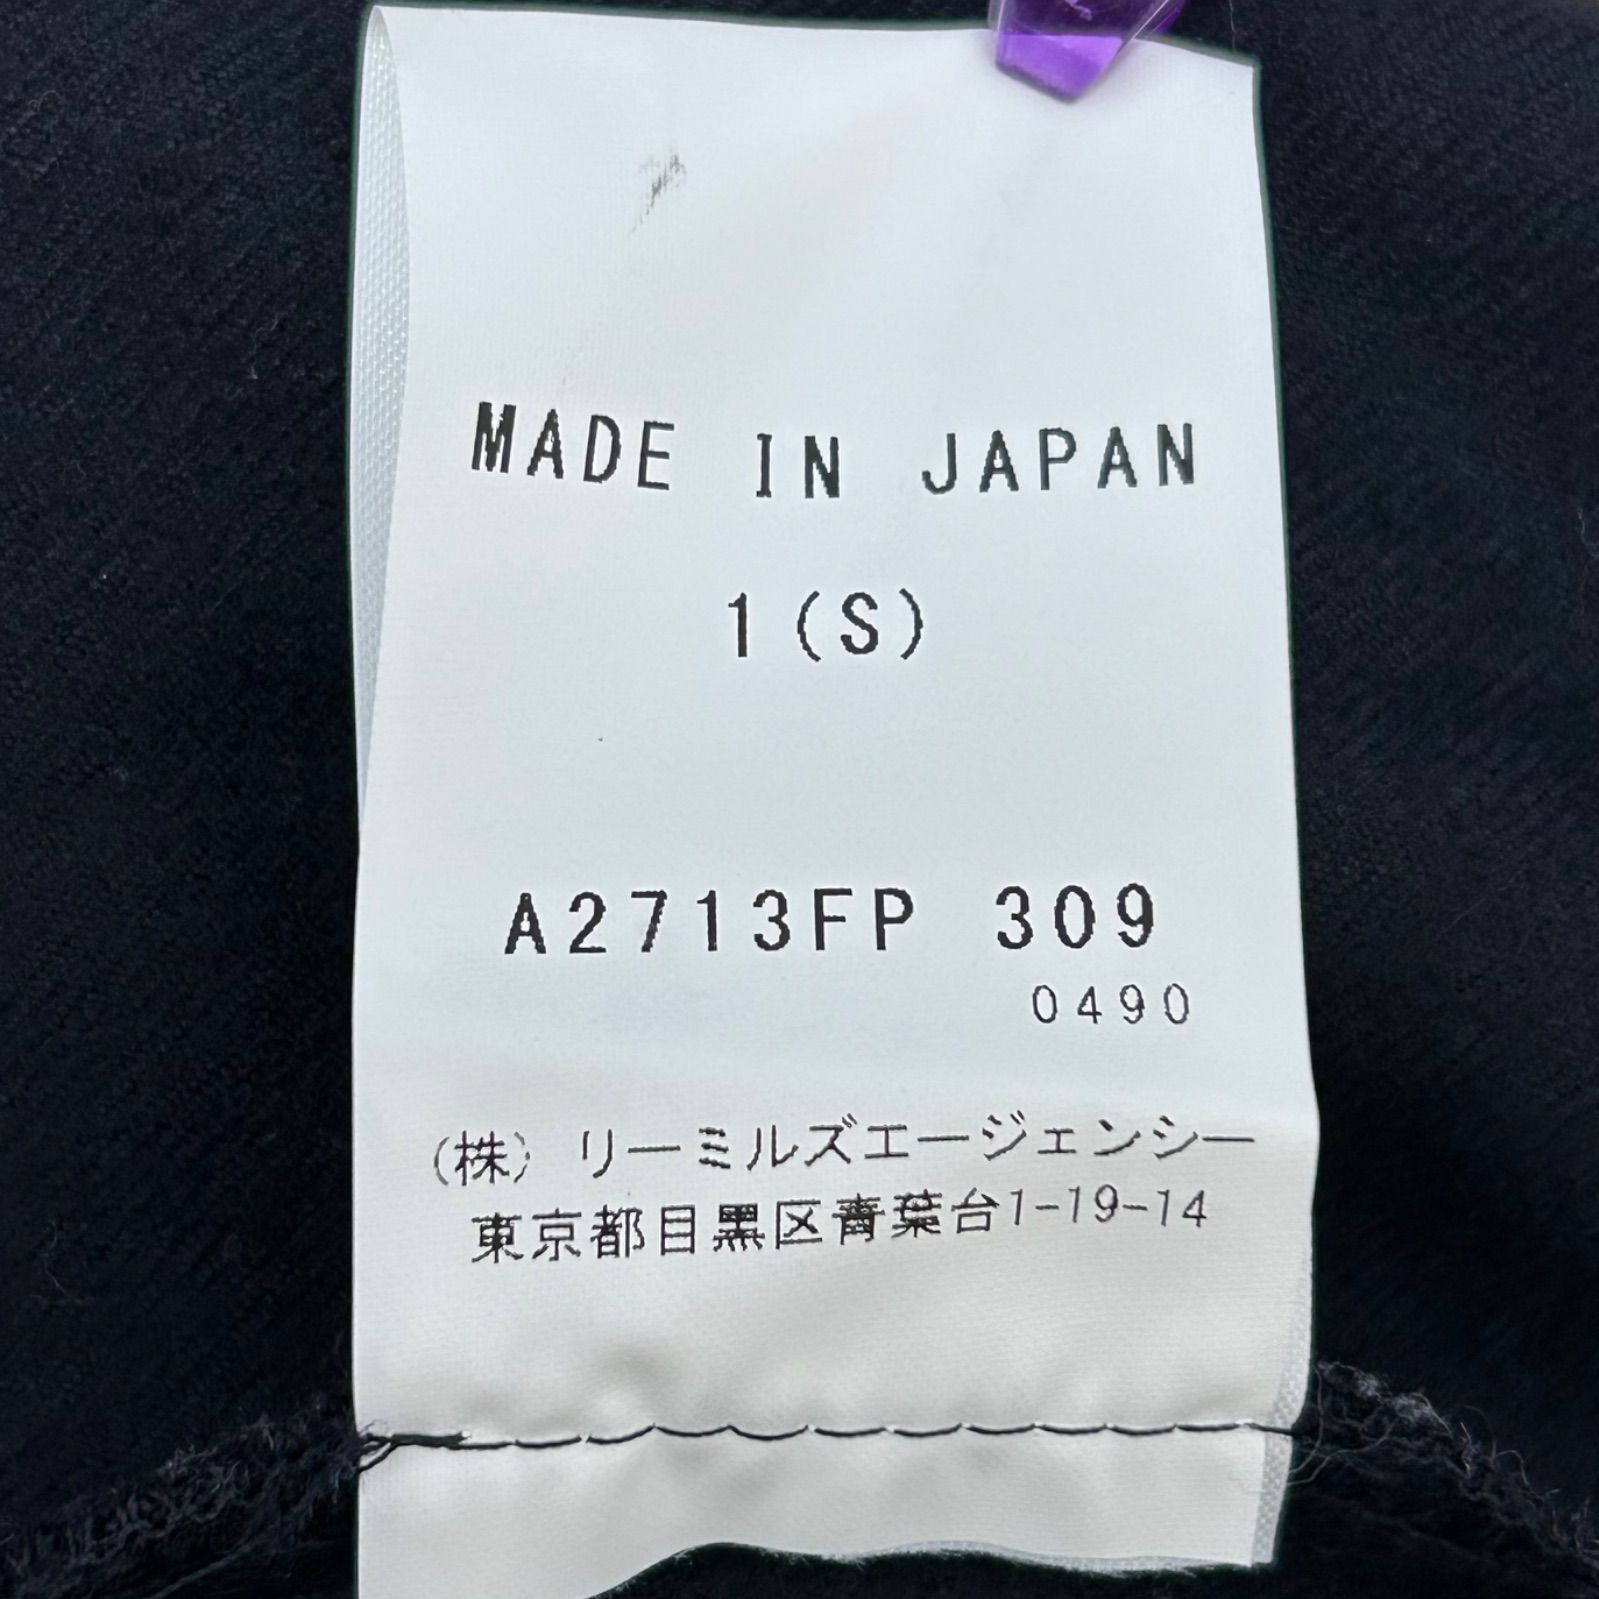 MADE IN JAPAN
1(S)
A2713FP 309
0490
(株) リーミルズエージェンシー
東京都目黒区青葉台1-19-14